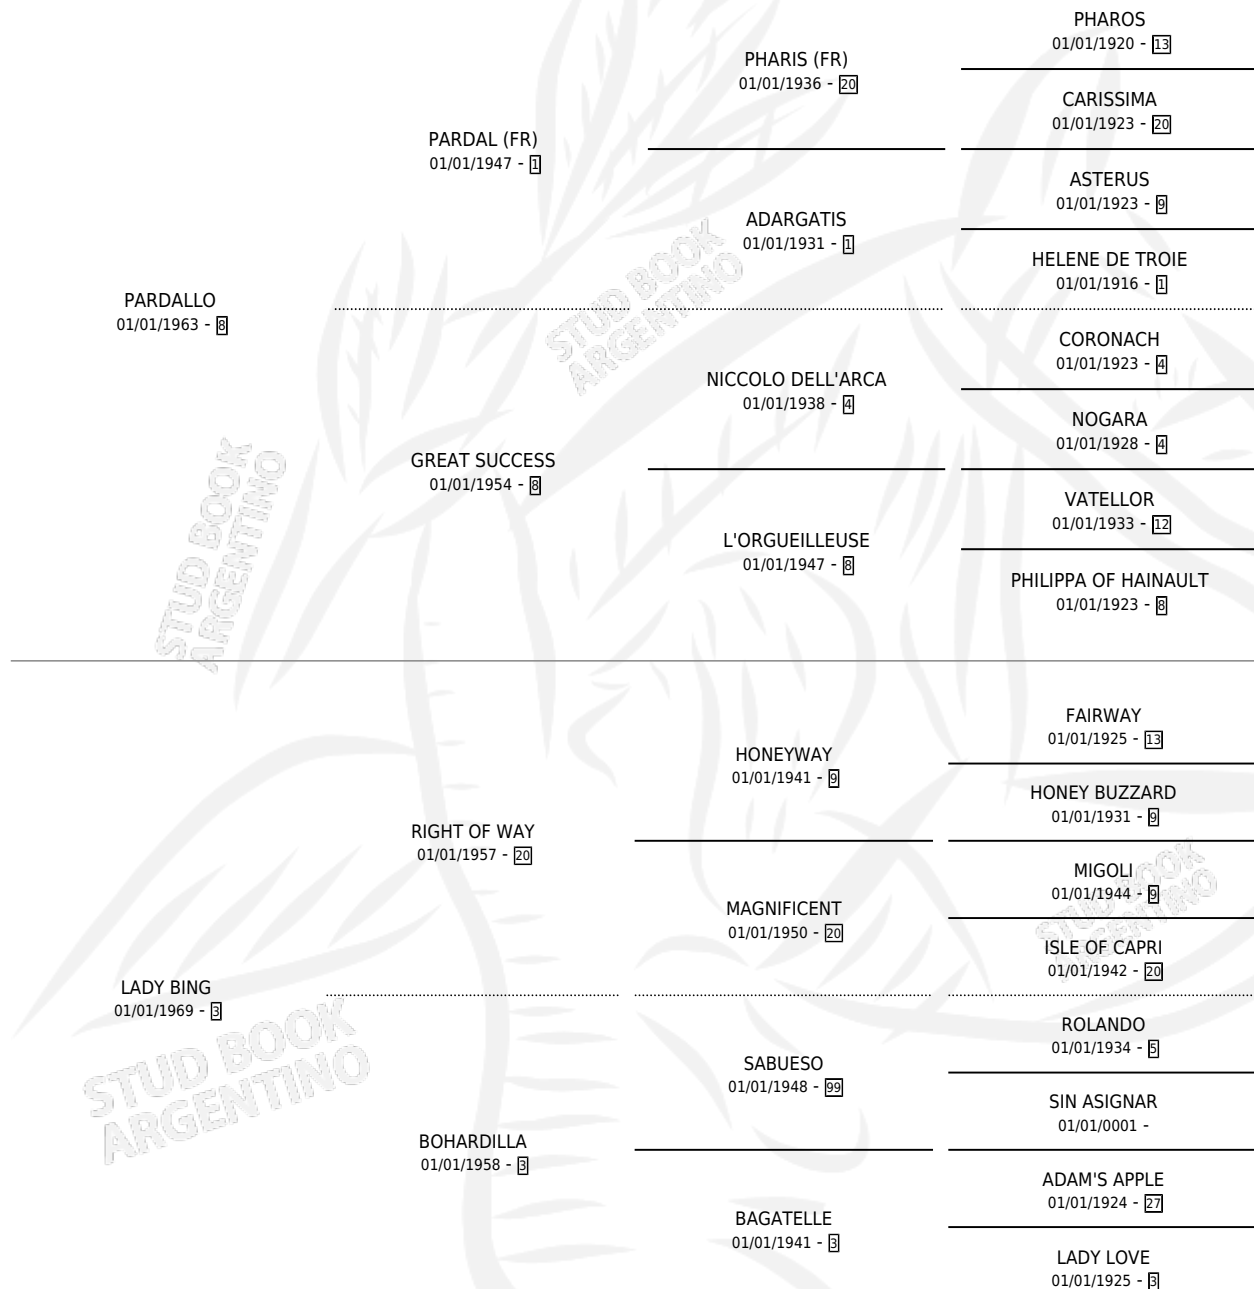 PHAROS
01/01/1920 - 13
PHARIS (FR)
01/01/1936 - 20
CARISSIMA
01/01/1923 - 20
PARDAL (FR)
01/01/1947 - 1
ASTERUS
01/01/1923 - 9
ADARGATIS
01/01/1931 - 1
HELENE DE TROIE
01/01/1916 - 1
PARDALLO
01/01/1963 - 8
CORONACH
01/01/1923 - 4
NICCOLO DELL'ARCA
01/01/1938 - 4
NOGARA
01/01/1928 - 4
GREAT SUCCESS
01/01/1954 - 8
VATELLOR
01/01/1933 - 12
L'ORGUEILLEUSE
01/01/1947 - 8
PHILIPPA OF HAINAULT
01/01/1923 - 8
FAIRWAY
01/01/1925 - 13
HONEYWAY
01/01/1941 - 9
HONEY BUZZARD
01/01/1931 - 9
RIGHT OF WAY
01/01/1957 - 20
MIGOLI
01/01/1944 - 9
MAGNIFICENT
01/01/1950 - 20
ISLE OF CAPRI
01/01/1942 - 20
LADY BING
01/01/1969 - 3
ROLANDO
01/01/1934 - 5
SABUESO
01/01/1948 - 99
SIN ASIGNAR
01/01/0001 -
BOHARDILLA
01/01/1958 - 3
ADAM'S APPLE
01/01/1924 - 27
BAGATELLE
01/01/1941 - 3
LADY LOVE
01/01/1925 - 3
STUD BOOK
ARGENTINO
STUD BOOK
ARGENTINO
STUD BOOK
ARGENTINO
STUD BOOK
ARGENTINO